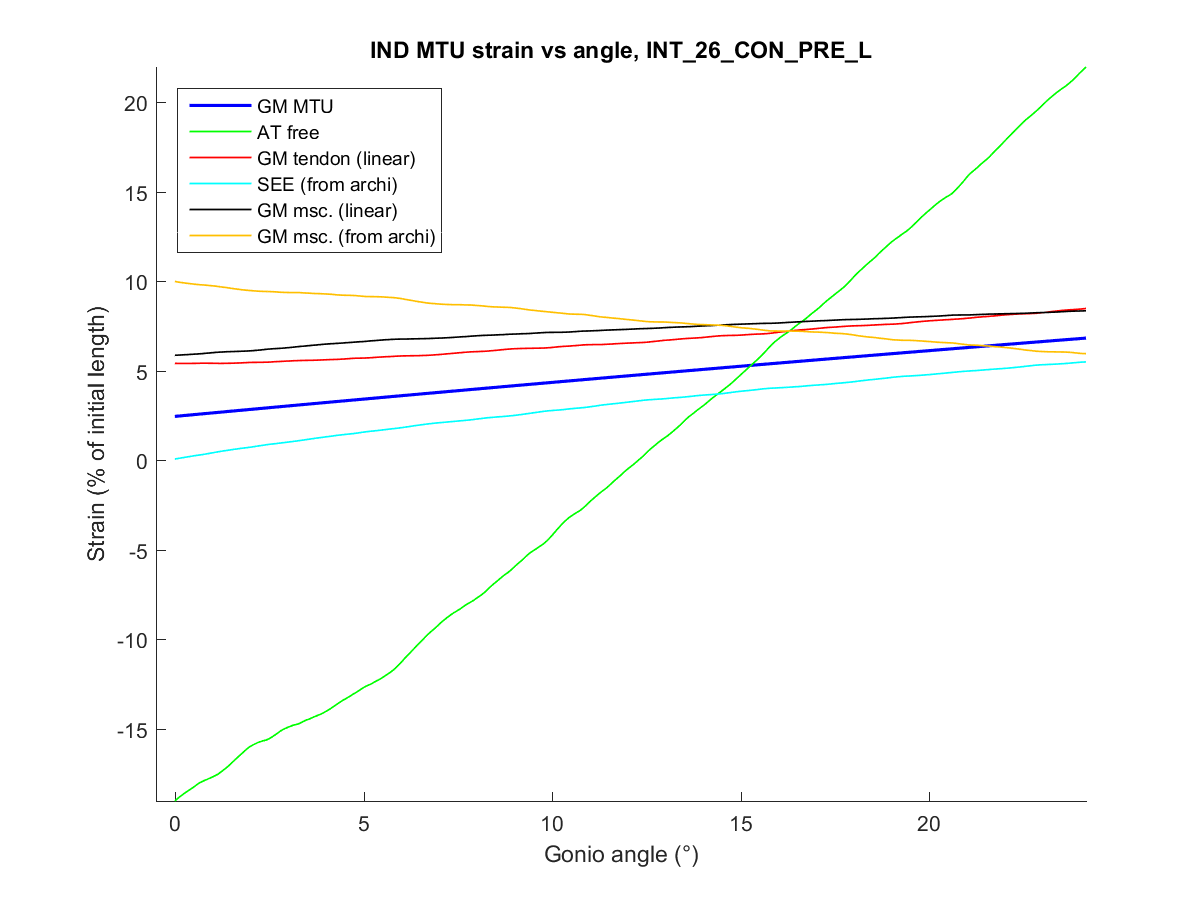 IND MTU strain vs angle, INT_26_CON_PRE_L
GM MTU
AT free
GM tendon (linear)
SEE (from archi)
GM msc. (linear)
GM msc. (from archi)
Strain (% of initial length)
20
15
10
5
0
-5
-10
-15
0 5 10 15 20
Gonio angle (°)